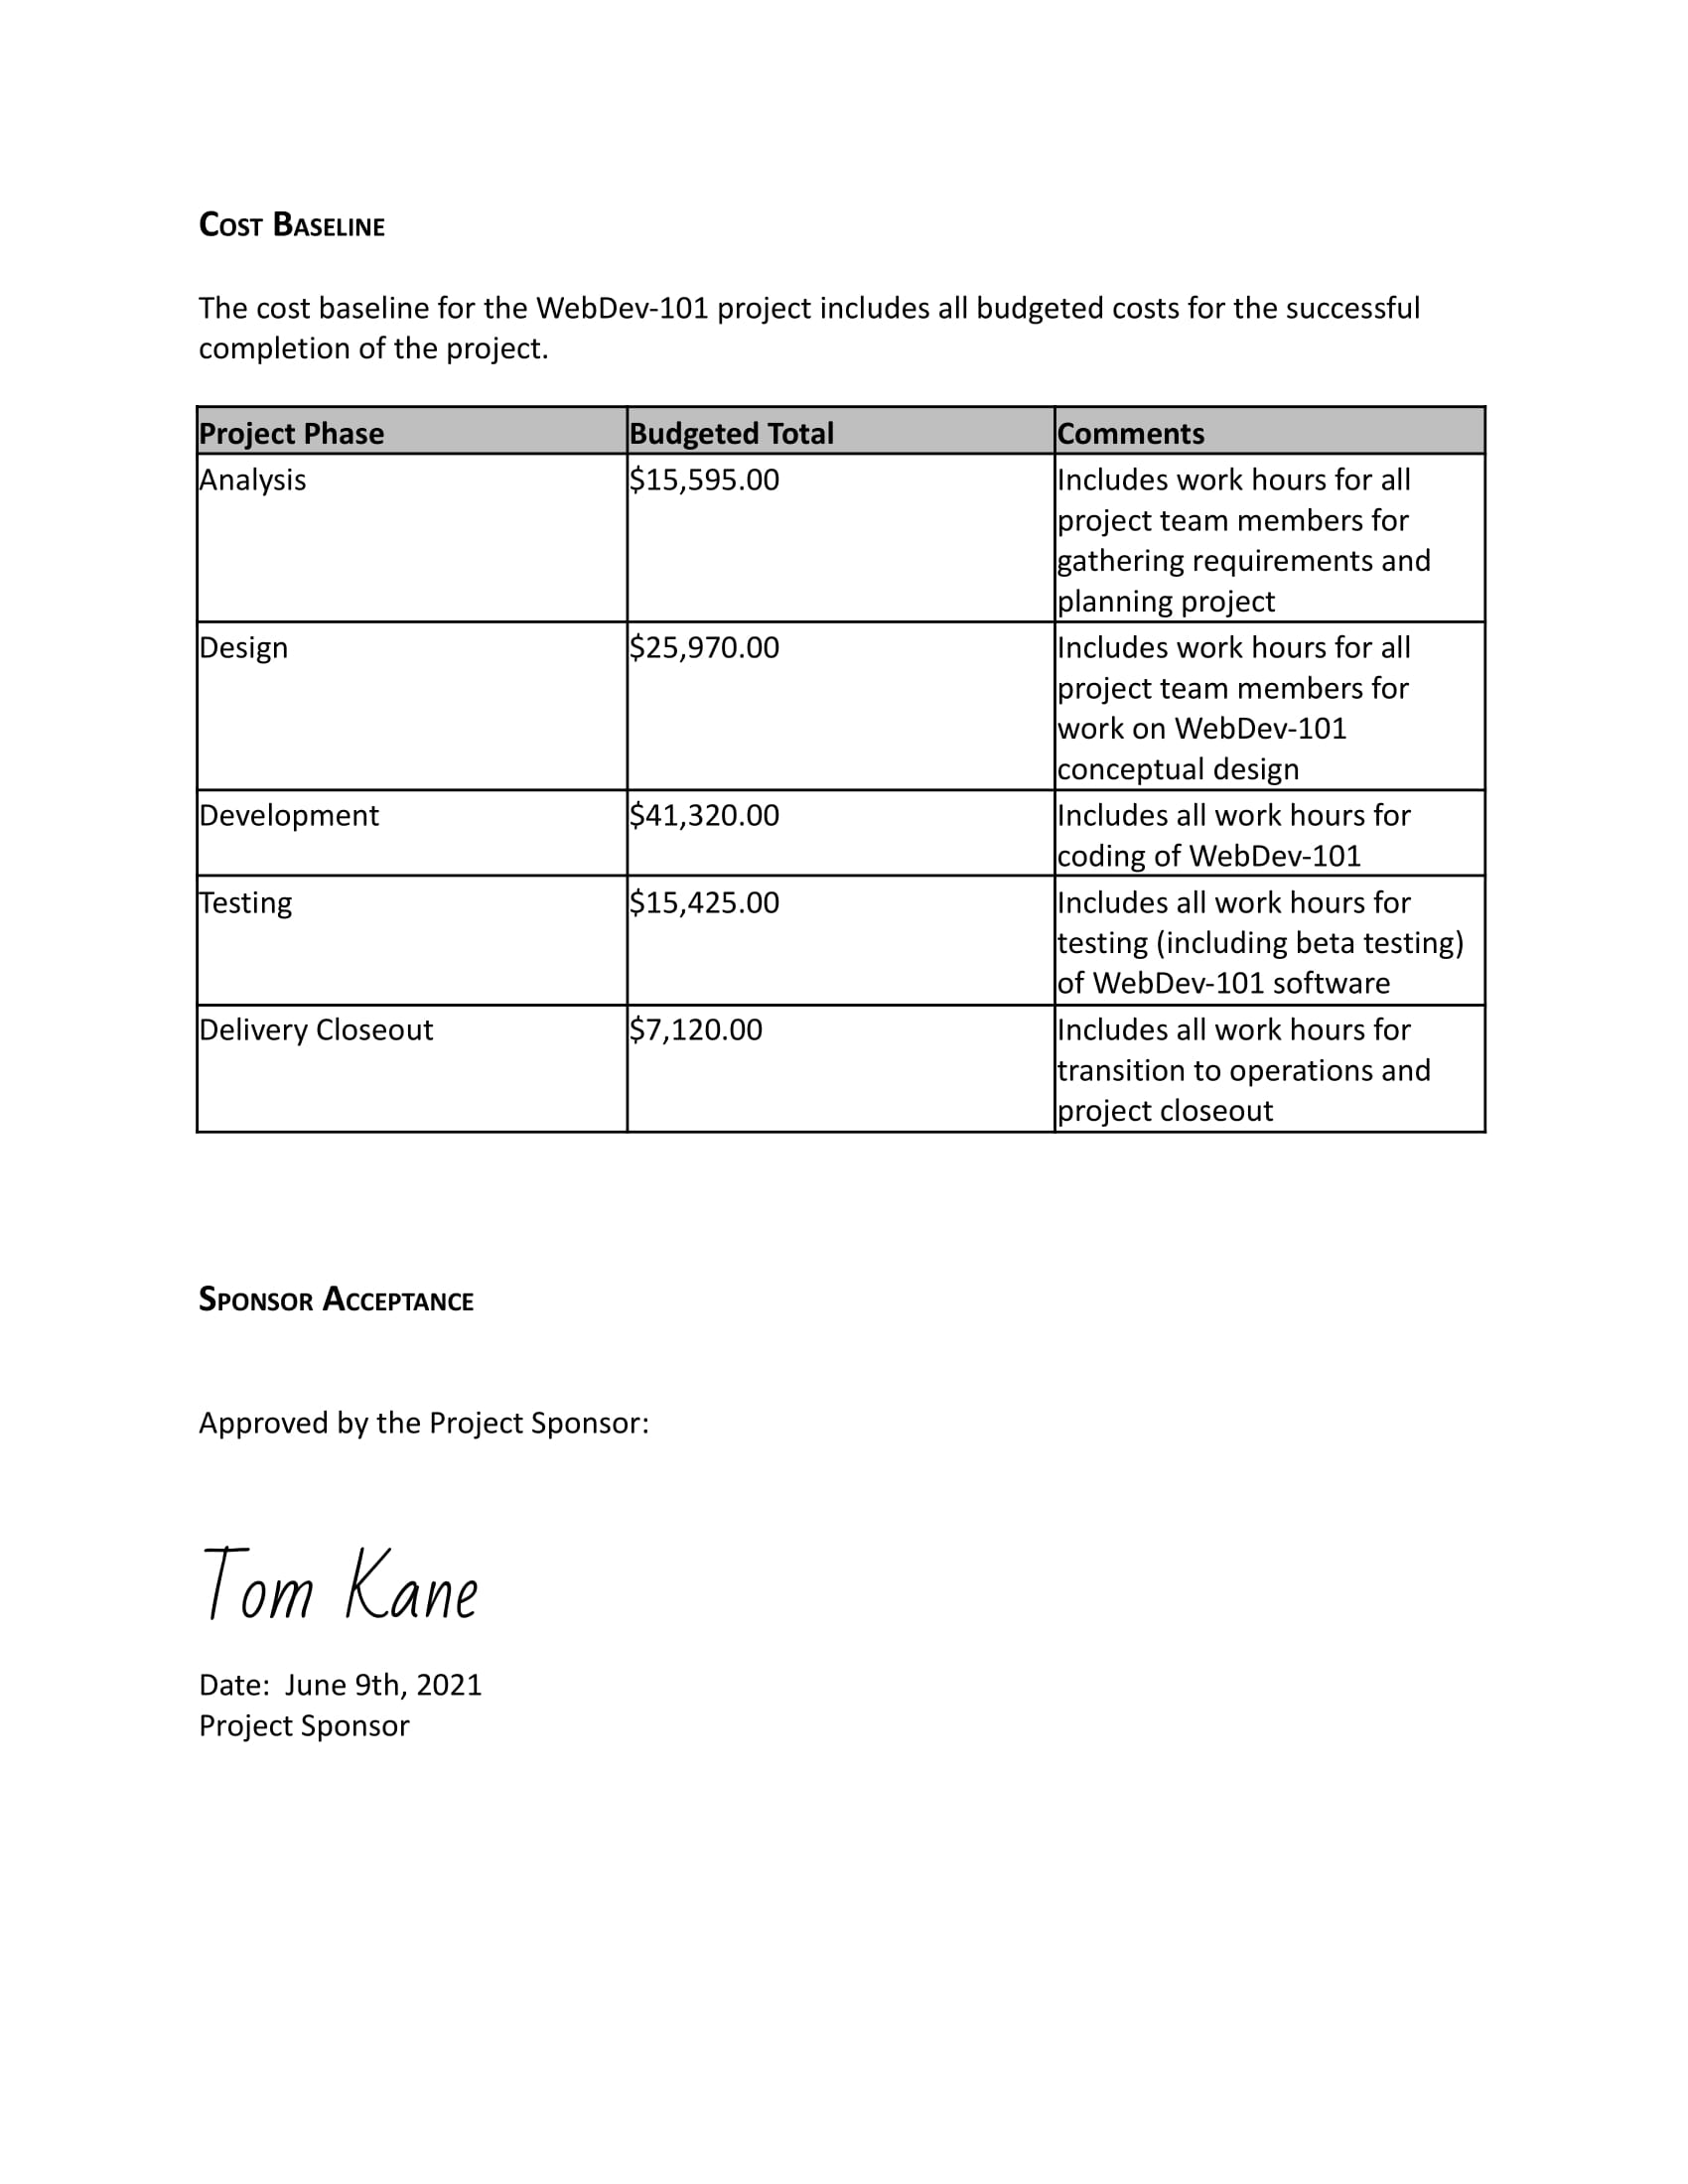 COST BASELINE
The cost baseline for the WebDev-101 project includes all budgeted costs for the successful
completion of the project.
Project Phase Budgeted Total Comments
Analysis $15,595.00 Includes work hours for all
project team members for
gathering requirements and
planning project
Design $25,970.00 Includes work hours for all
project team members for
work on WebDev-101
conceptual design
Development $41,320.00 Includes all work hours for
coding of WebDev-101
Testing $15,425.00 Includes all work hours for
testing (including beta testing)
of WebDev-101 software
Delivery Closeout $7,120.00 Includes all work hours for
transition to operations and
project closeout
SPONSOR ACCEPTANCE
Approved by the Project Sponsor:
Tom Kane
Date:  June 9th, 2021
Project Sponsor